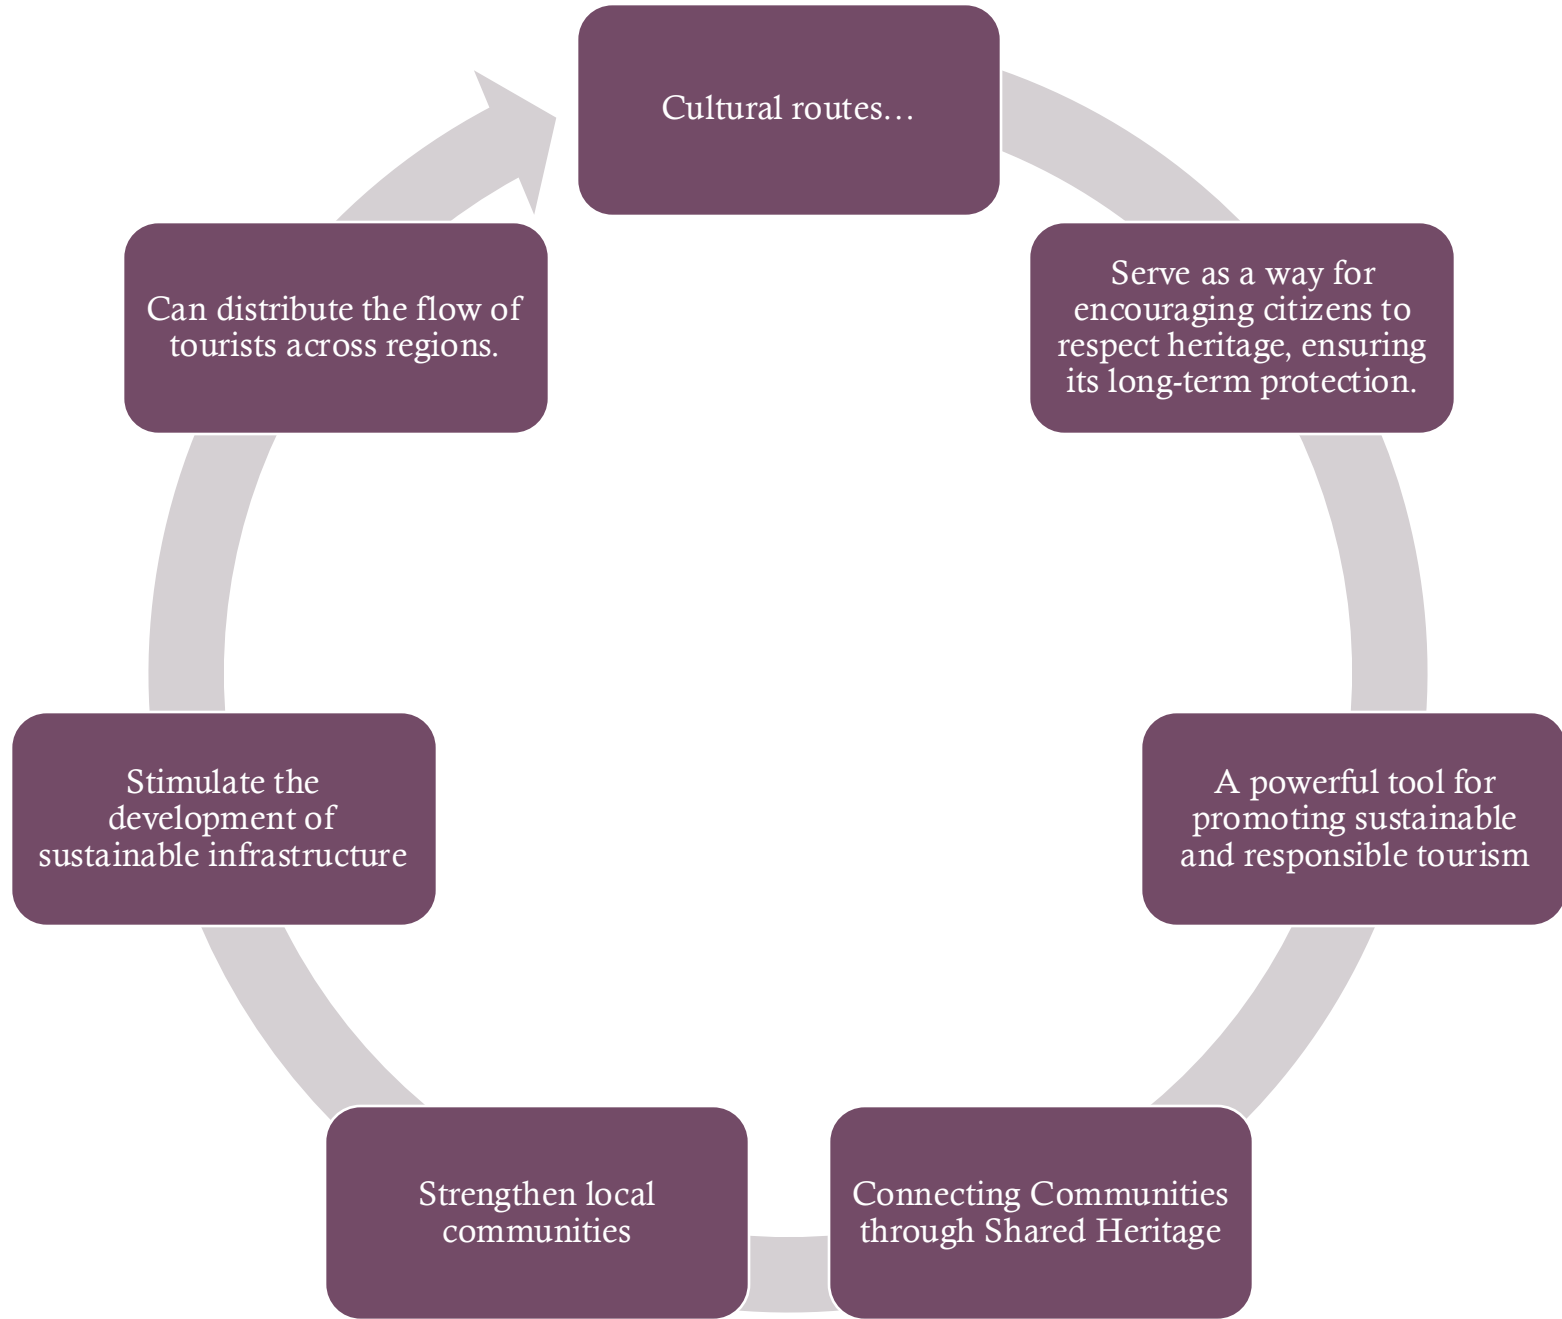 Cultural routes…
Serve as a way for
encouraging citizens to
respect heritage, ensuring
its long-term protection.
A powerful tool for
promoting sustainable
and responsible tourism
Connecting Communities
through Shared Heritage
Strengthen local
communities
Stimulate the
development of
sustainable infrastructure
Can distribute the flow of
tourists across regions.